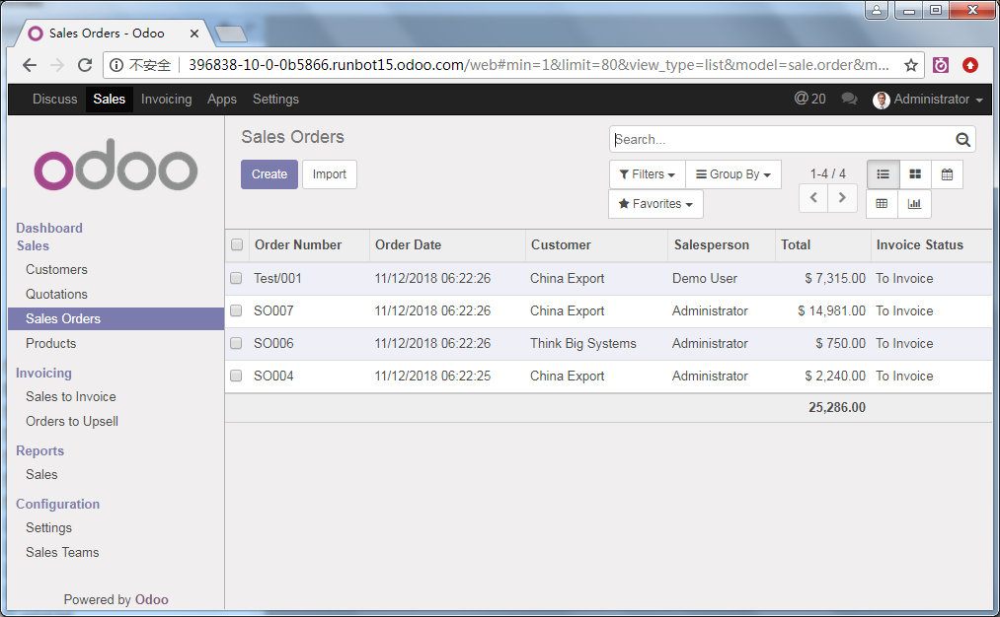 Sales Orders - Odoo
不安全 396838-10-0-0b5866.runbot15.odoo.com/web#min=1&limit=80&view_type=list&model=sale.order&m...
Discuss Sales Invoicing Apps Settings @ 20 Administrator
odoo
Dashboard
Sales
Customers
Quotations
Sales Orders
Products
Invoicing
Sales to Invoice
Orders to Upsell
Reports
Sales
Configuration
Settings
Sales Teams
Powered by Odoo
Sales Orders
Search...
Create Import
Filters Group By
Favorites
1-4 / 4
Order Number Order Date Customer Salesperson Total Invoice Status
Test/001 11/12/2018 06:22:26 China Export Demo User $ 7,315.00 To Invoice
SO007 11/12/2018 06:22:26 China Export Administrator $ 14,981.00 To Invoice
SO006 11/12/2018 06:22:26 Think Big Systems Administrator $ 750.00 To Invoice
SO004 11/12/2018 06:22:25 China Export Administrator $ 2,240.00 To Invoice
25,286.00